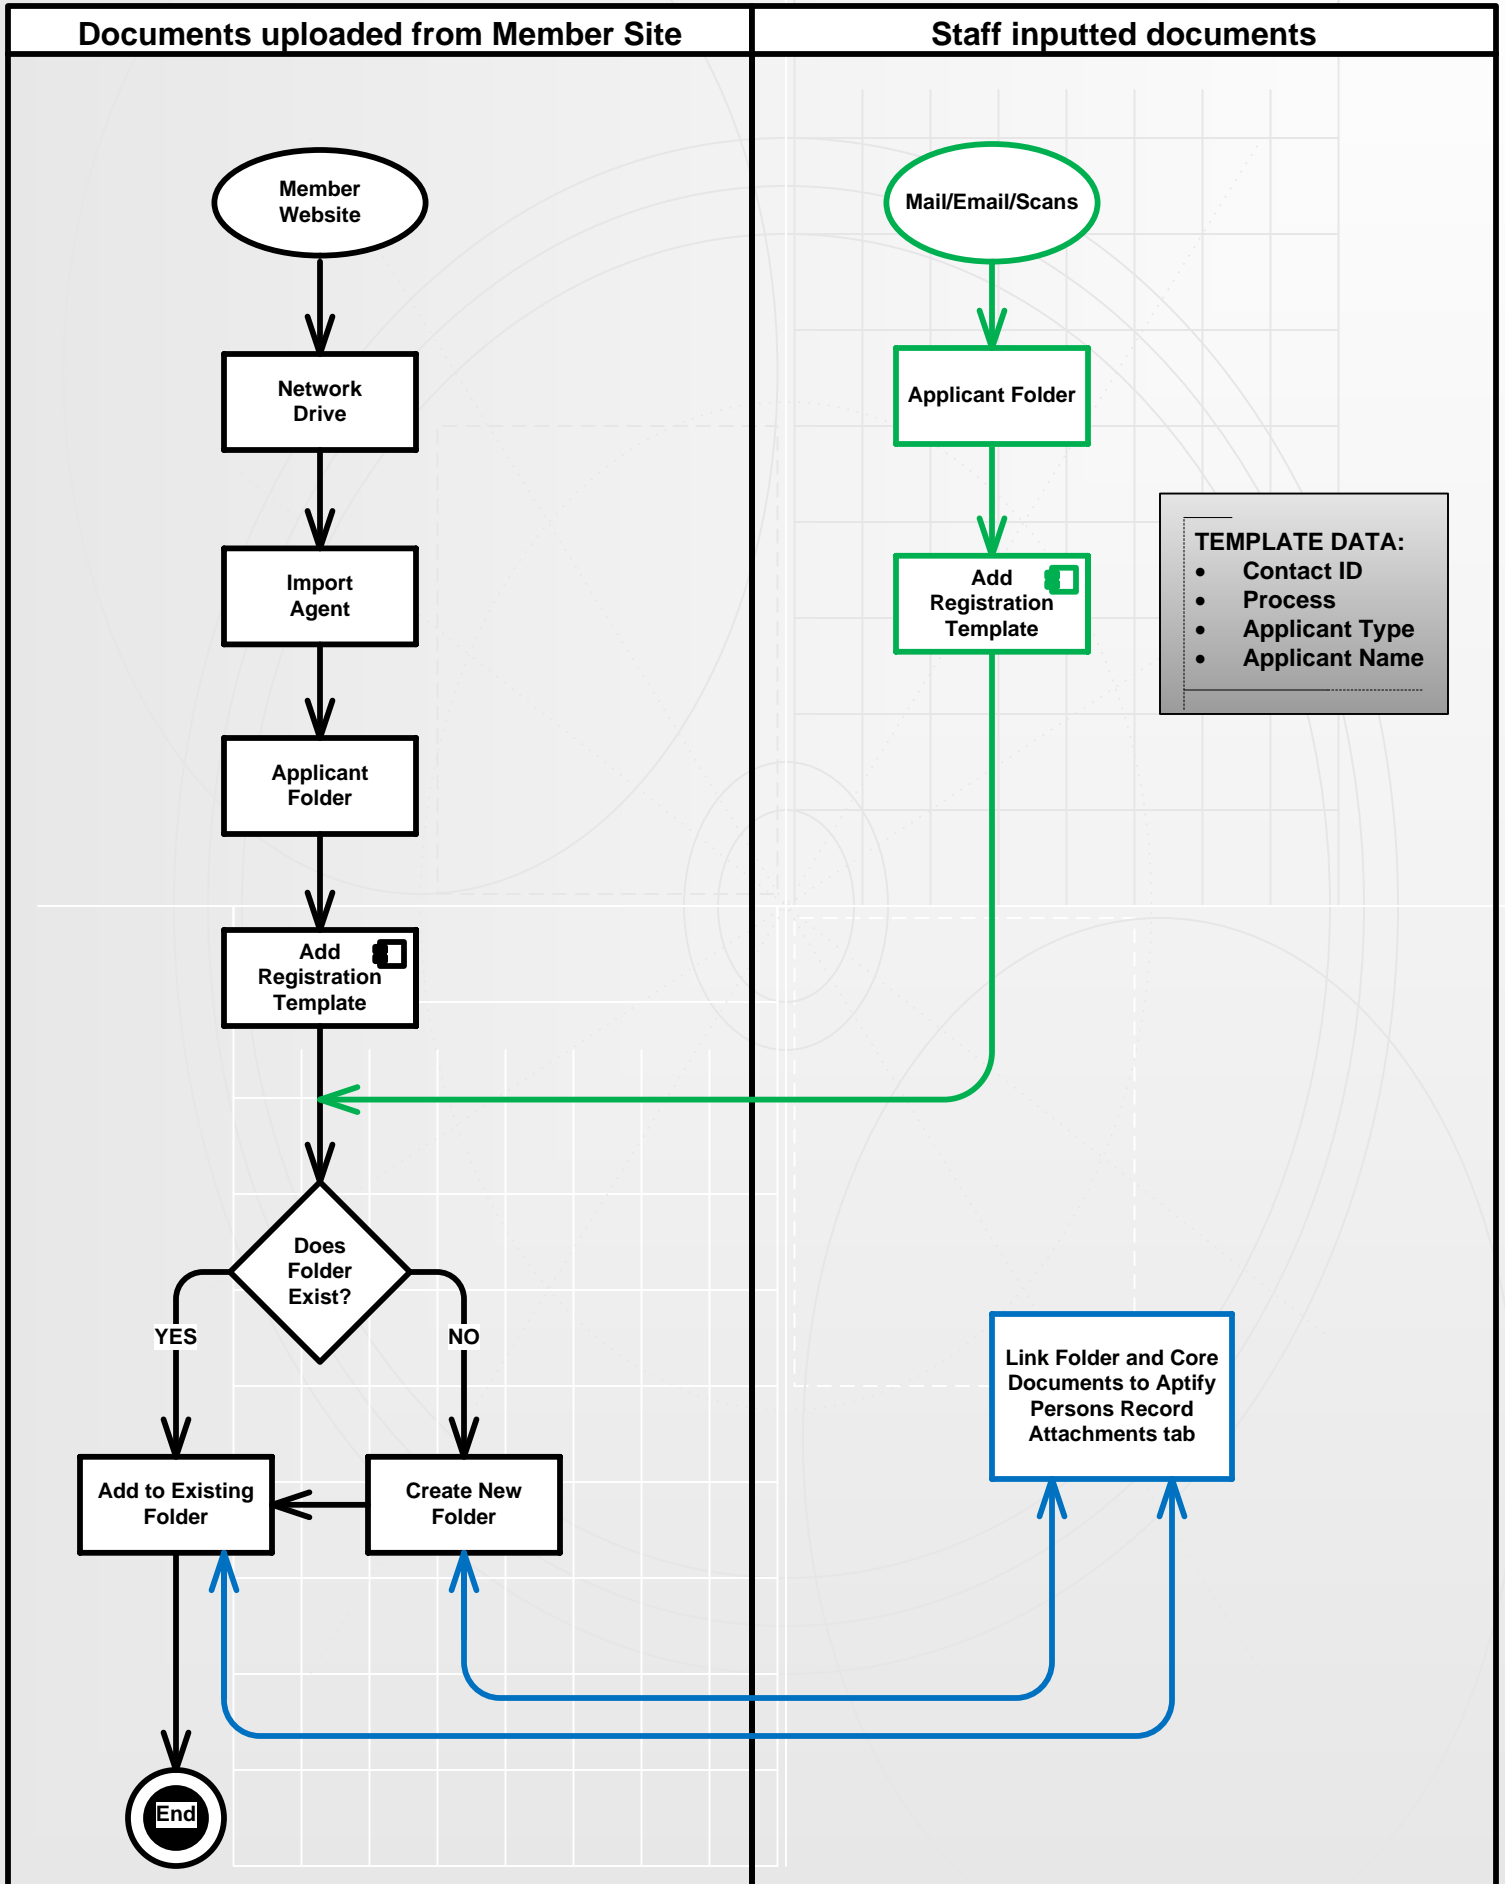 Documents uploaded from Member Site
Staff inputted documents
Member
Website
Network
Drive
Import
Agent
Applicant
Folder
Add
Registration
Template
Does
Folder
Exist?
YES
NO
Add to Existing
Folder
Create New
Folder
End
Mail/Email/Scans
Applicant Folder
Add
Registration
Template
TEMPLATE DATA:
• Contact ID
• Process
• Applicant Type
• Applicant Name
Link Folder and Core
Documents to Aptify
Persons Record
Attachments tab